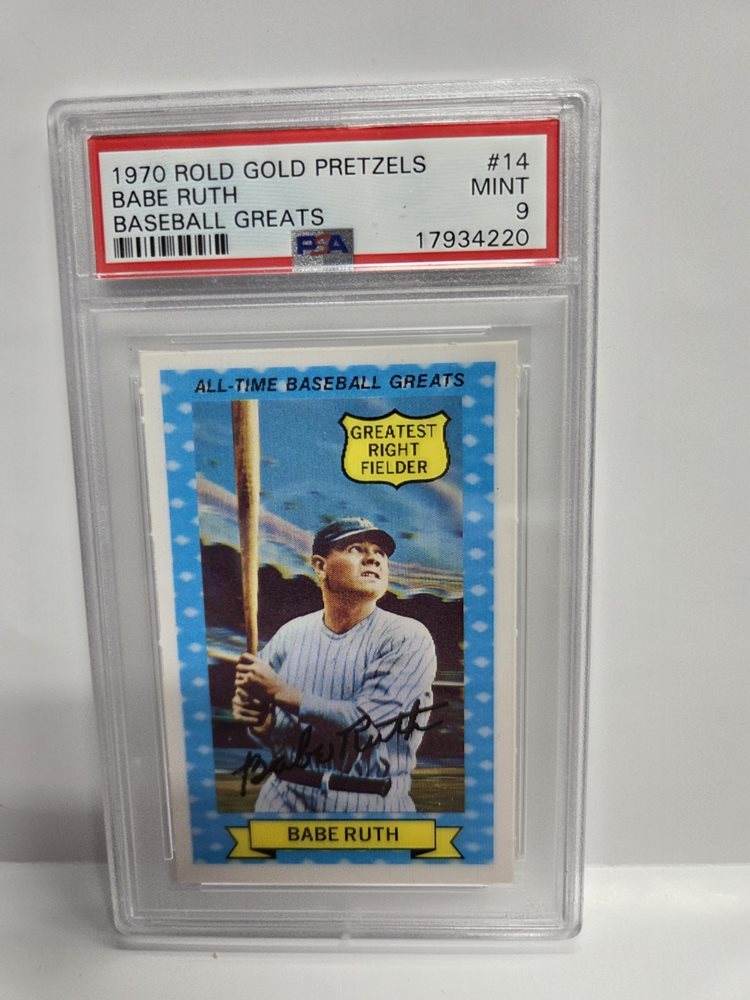 1970 ROLD GOLD PRETZELS #14
BABE RUTH MINT
BASEBALL GREATS 9
PSA 17934220
ALL-TIME BASEBALL GREATS
GREATEST
RIGHT
FIELDER
Babe Ruth
BABE RUTH